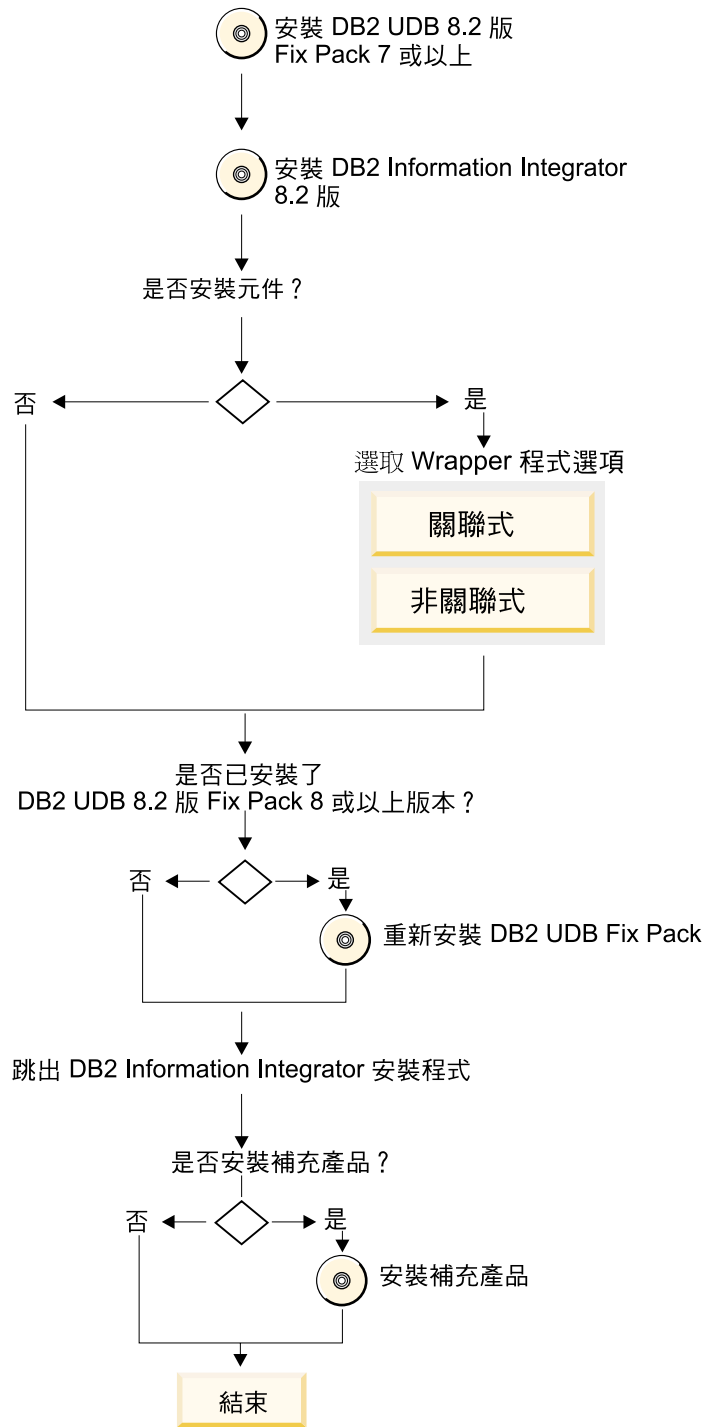 安裝 DB2 UDB 8.2 版
Fix Pack 7 或以上
安裝 DB2 Information Integrator
8.2 版
是否安裝元件？
否
是
選取 Wrapper 程式選項
關聯式
非關聯式
是否已安裝了
DB2 UDB 8.2 版 Fix Pack 8 或以上版本？
否
是
重新安裝 DB2 UDB Fix Pack
跳出 DB2 Information Integrator 安裝程式
是否安裝補充產品？
否
是
安裝補充產品
結束